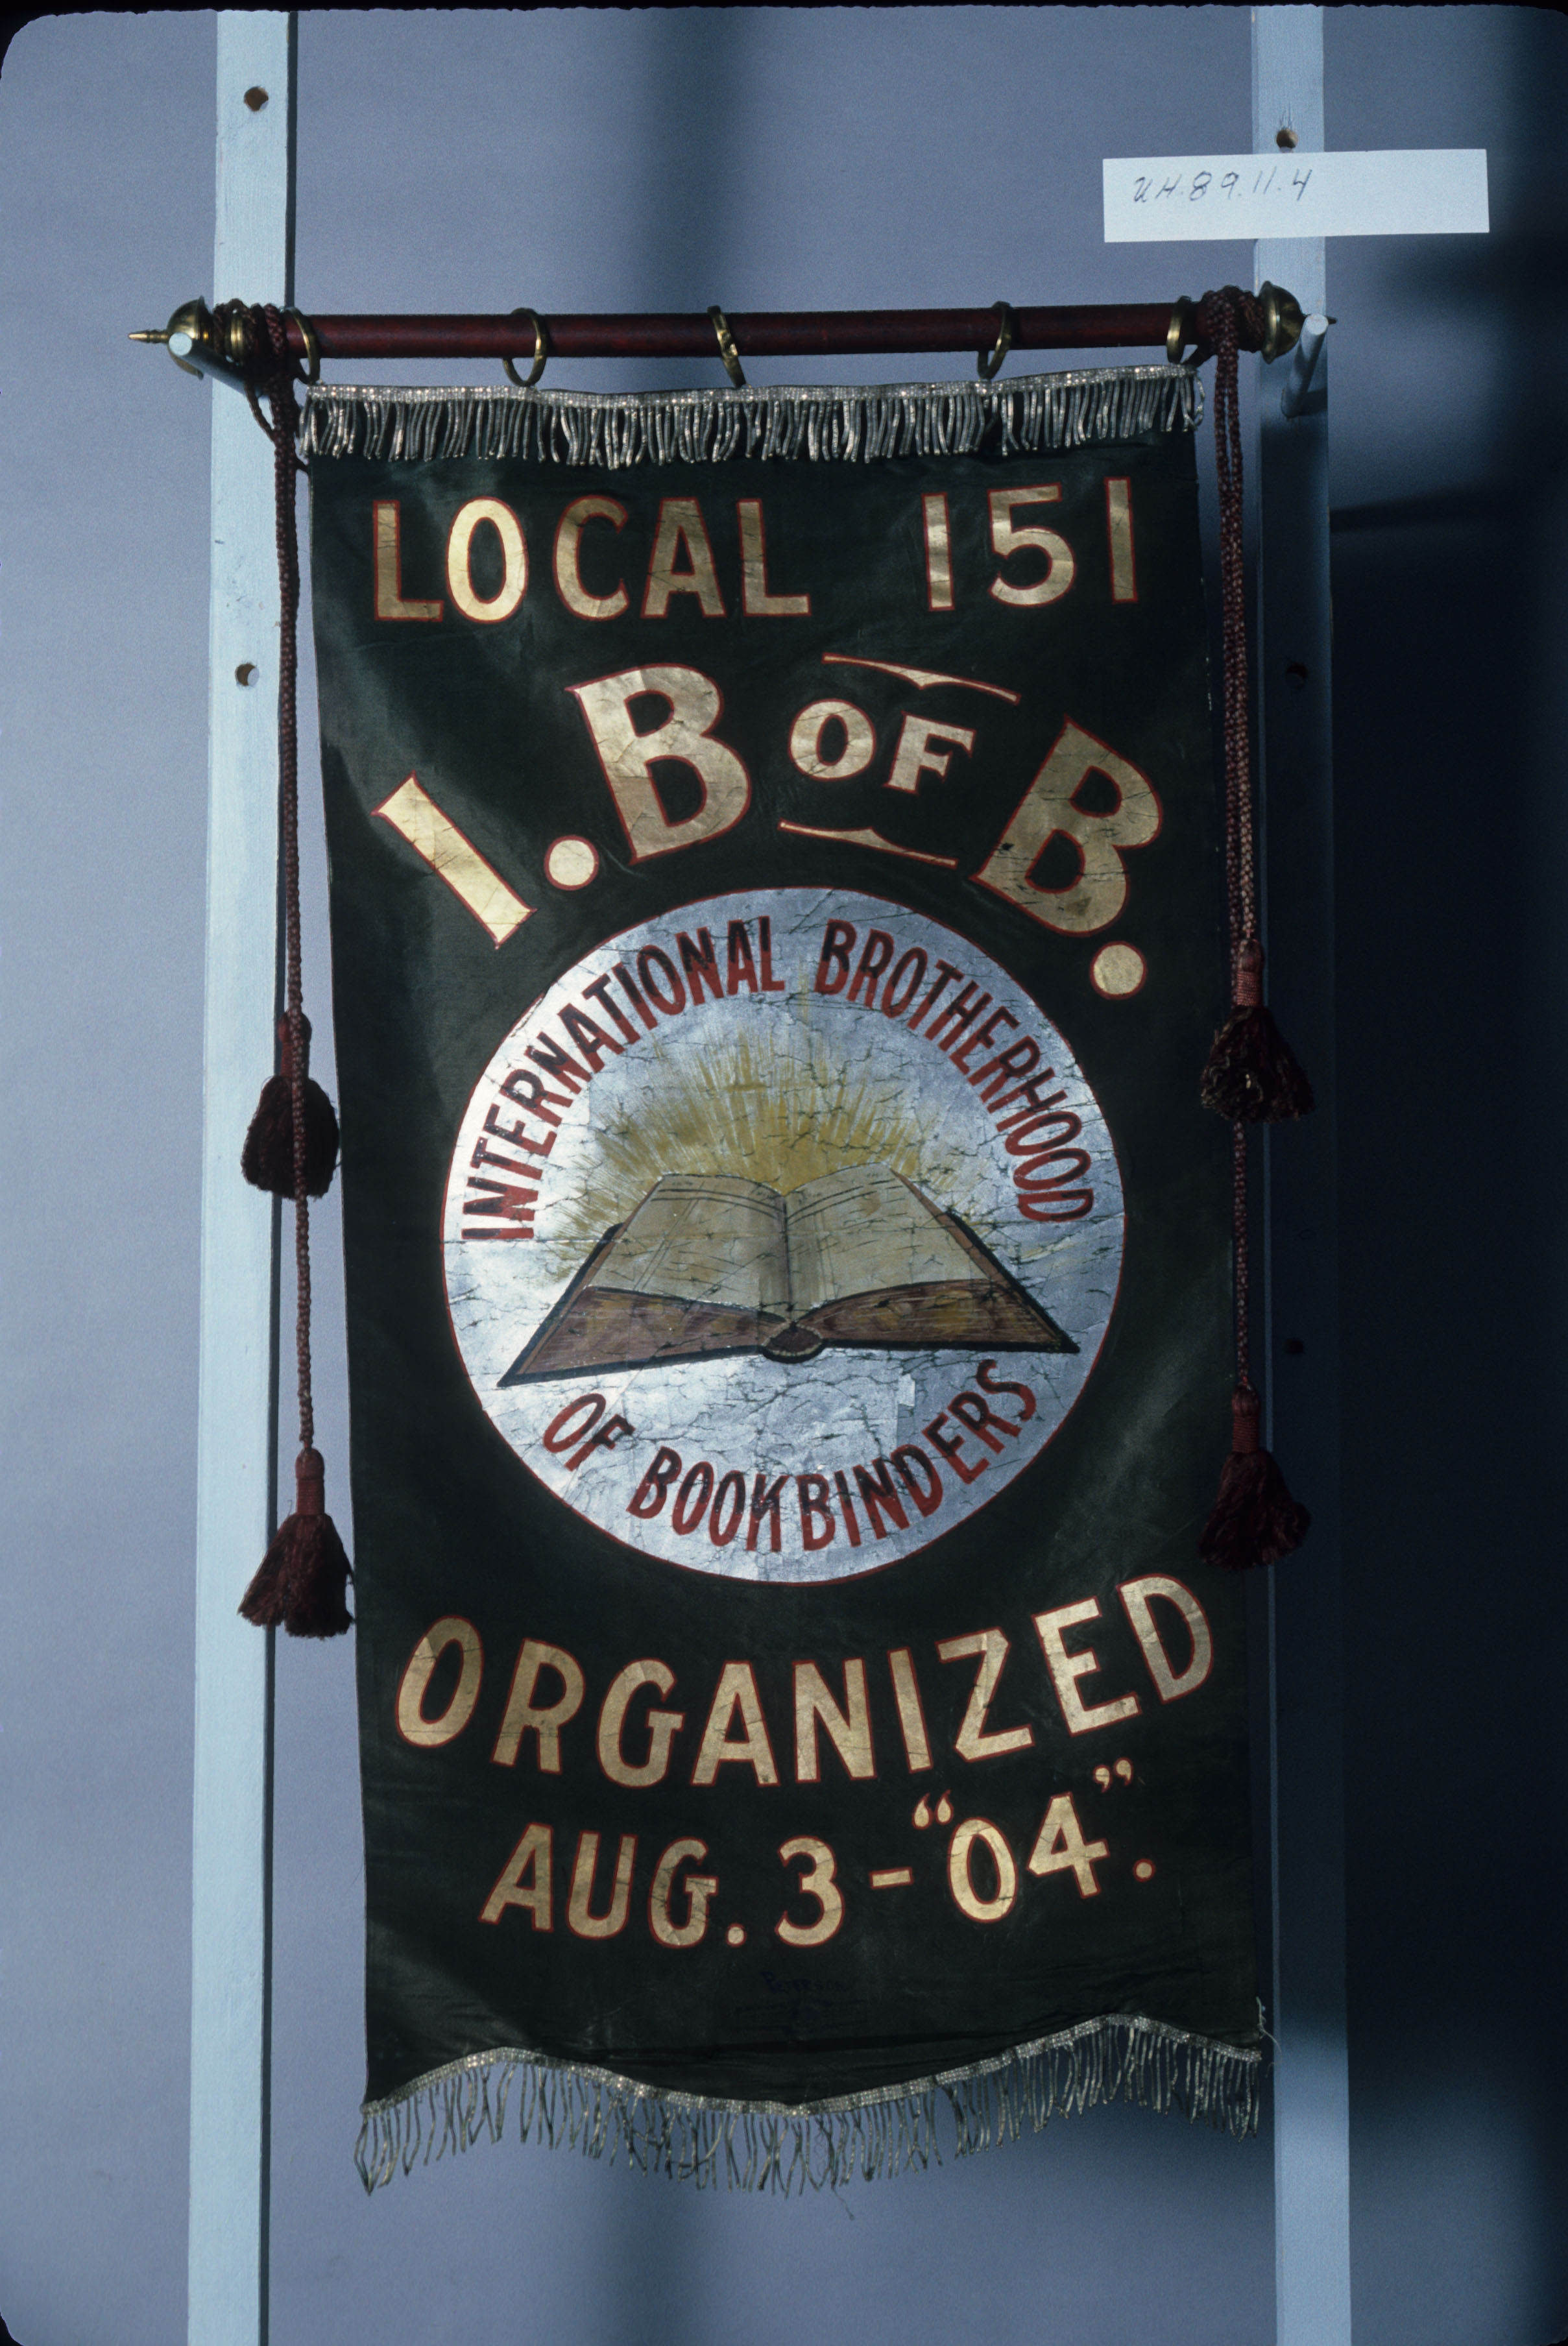 UH.89.11.4
LOCAL 151
I. B OF B.
INTERNATIONAL BROTHERHOOD
OF BOOKBINDERS
ORGANIZED
AUG. 3-"04".